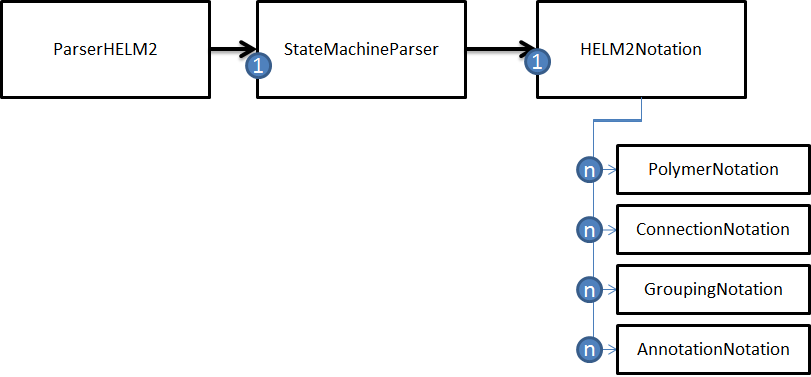 ParserHELM2
1
StateMachineParser
1
HELM2Notation
n
PolymerNotation
n
ConnectionNotation
n
GroupingNotation
n
AnnotationNotation